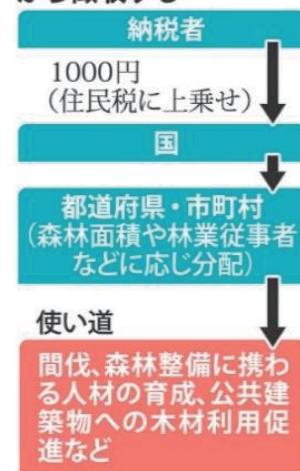 納税者
1000円
（住民税に上乗せ）
国
都道府県・市町村
（森林面積や林業従事者
などに応じ分配）
使い道
間伐、森林整備に携わ
る人材の育成、公共建
築物への木材利用促
進など